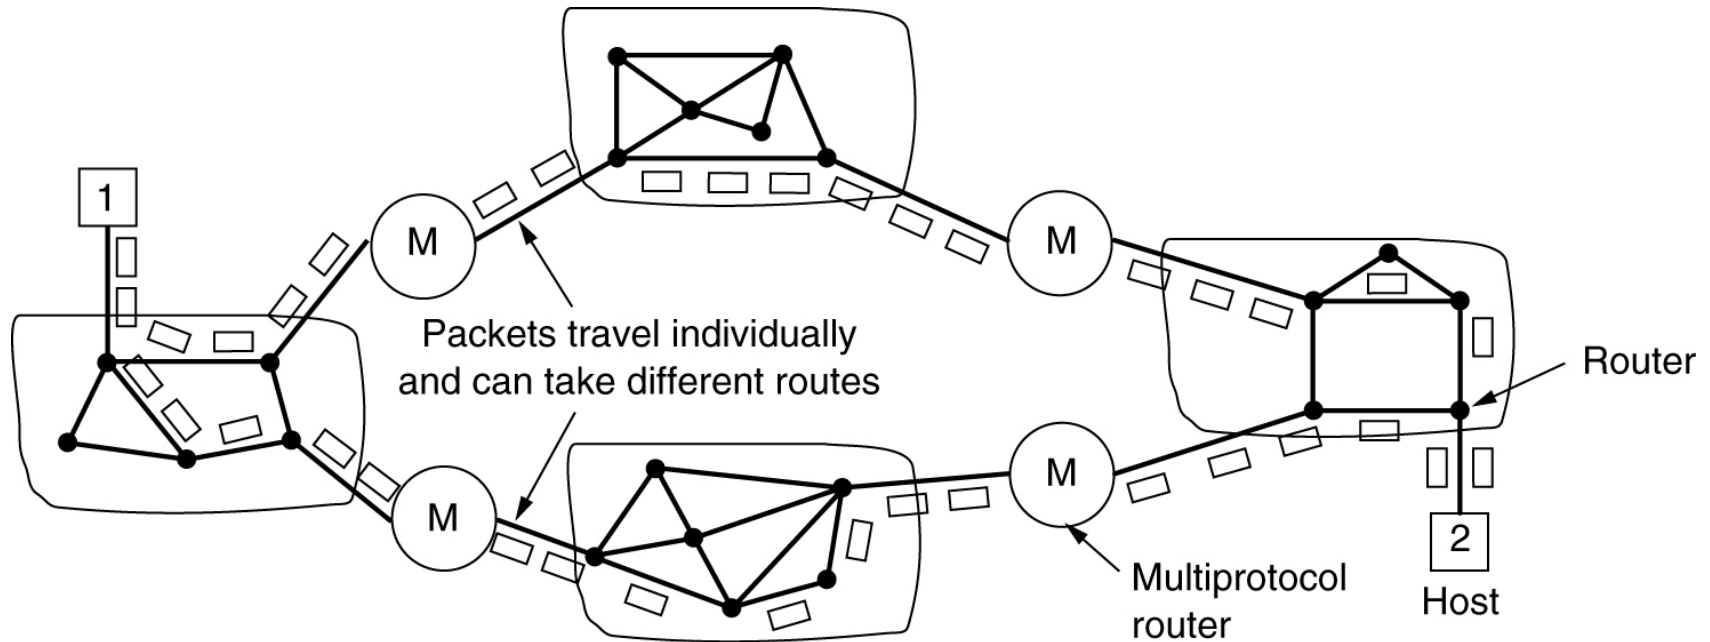 1
M
M
Packets travel individually
and can take different routes
Router
M
M
2
Multiprotocol
router
Host